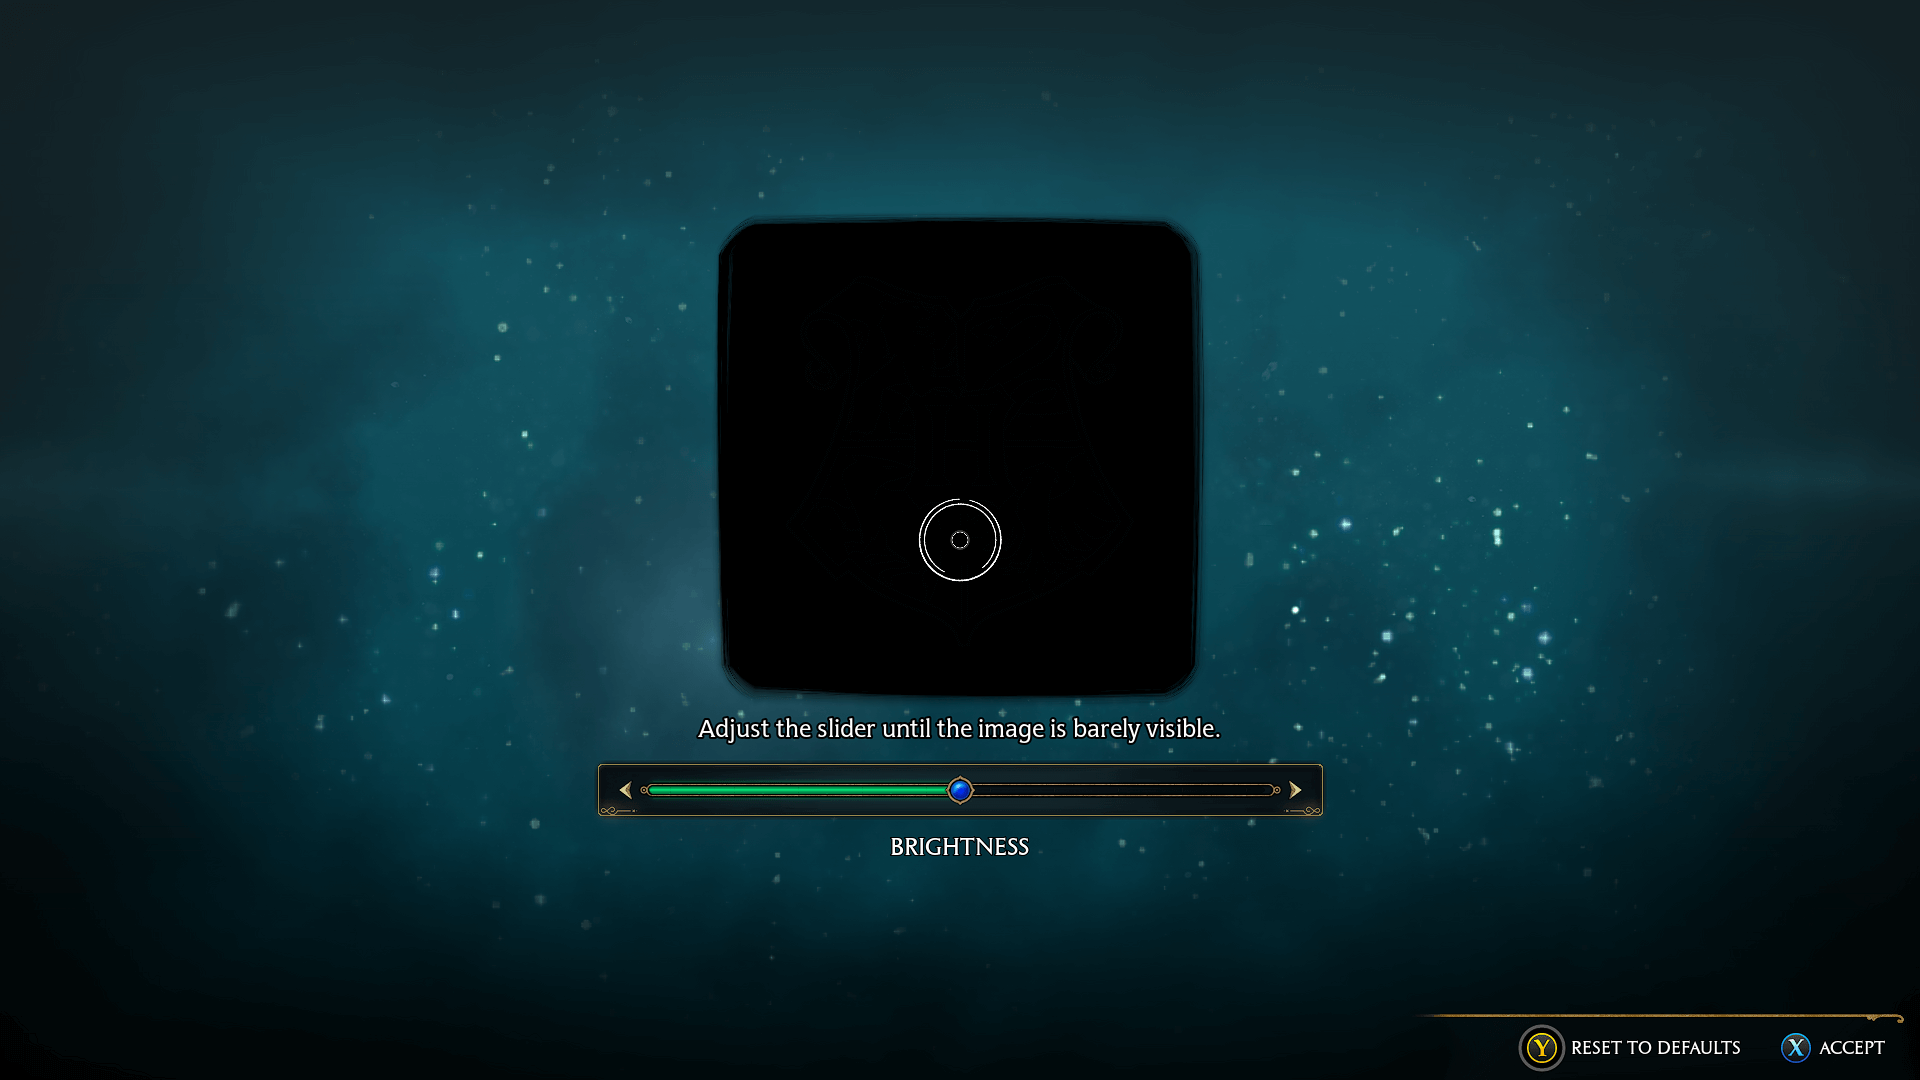 Adjust the slider until the image is barely visible.
BRIGHTNESS
Y RESET TO DEFAULTS X ACCEPT